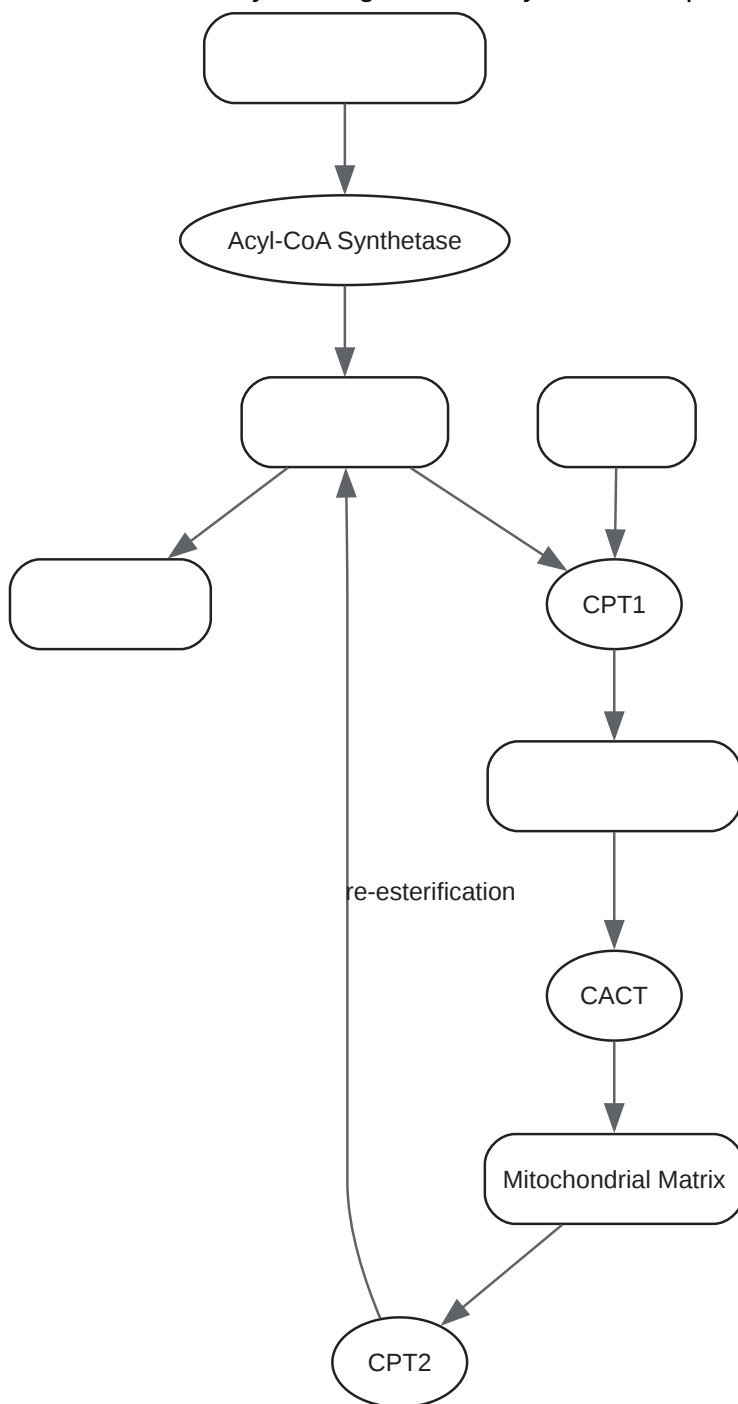 Acyl-CoA Synthetase
CPT1
re-esterification
CACT
Mitochondrial Matrix
CPT2